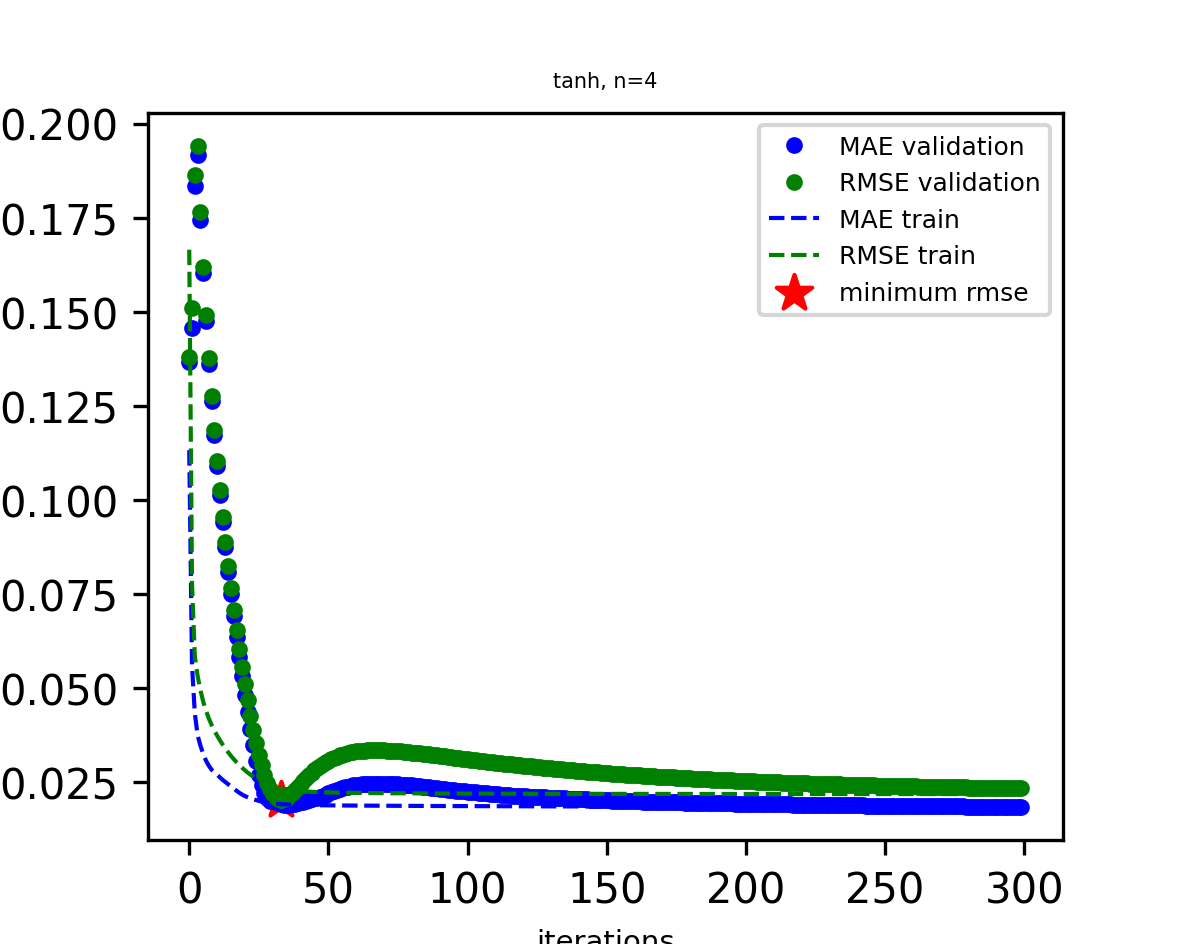 tanh, n=4
0.200
0.175
0.150
0.125
0.100
0.075
0.050
0.025
MAE validation
RMSE validation
MAE train
RMSE train
minimum rmse
0 50 100 150 200 250 300
iterations